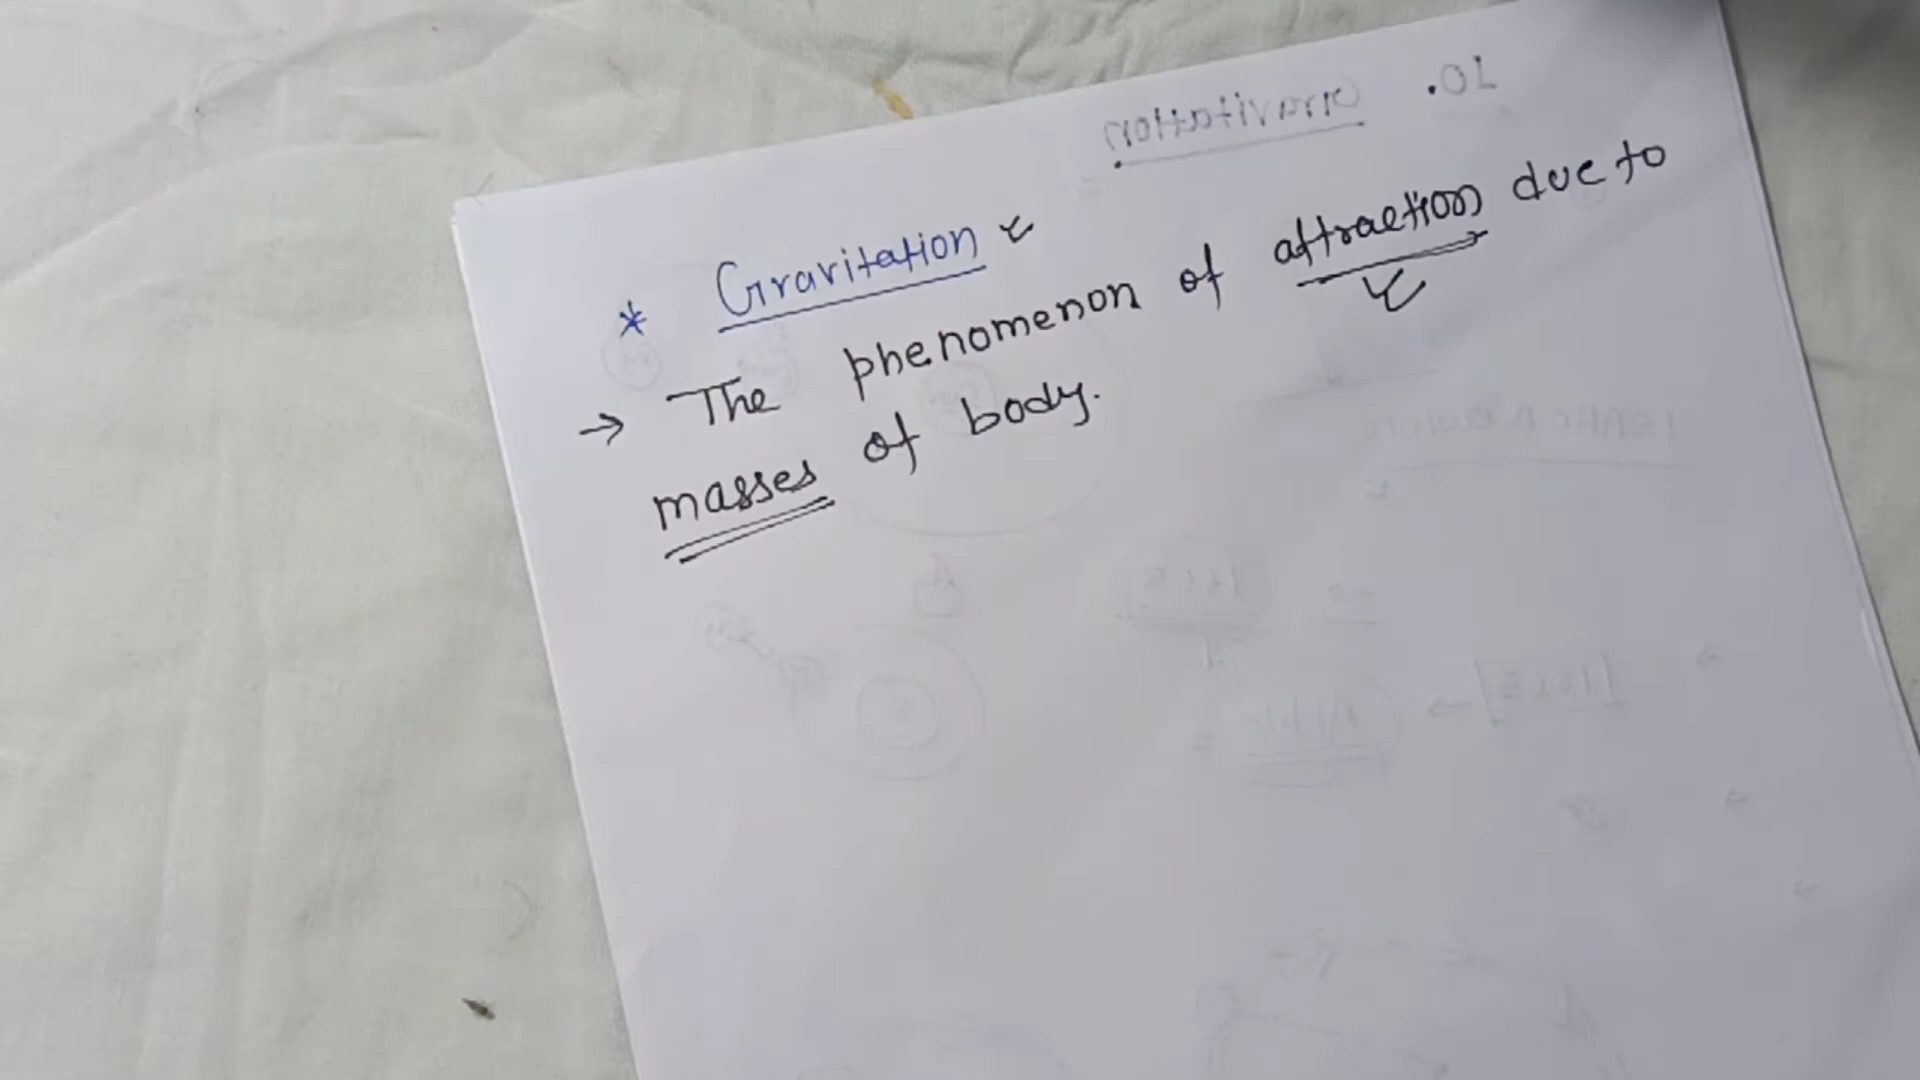 * Gravitation
→ The phenomenon of attraction due to
masses of body.